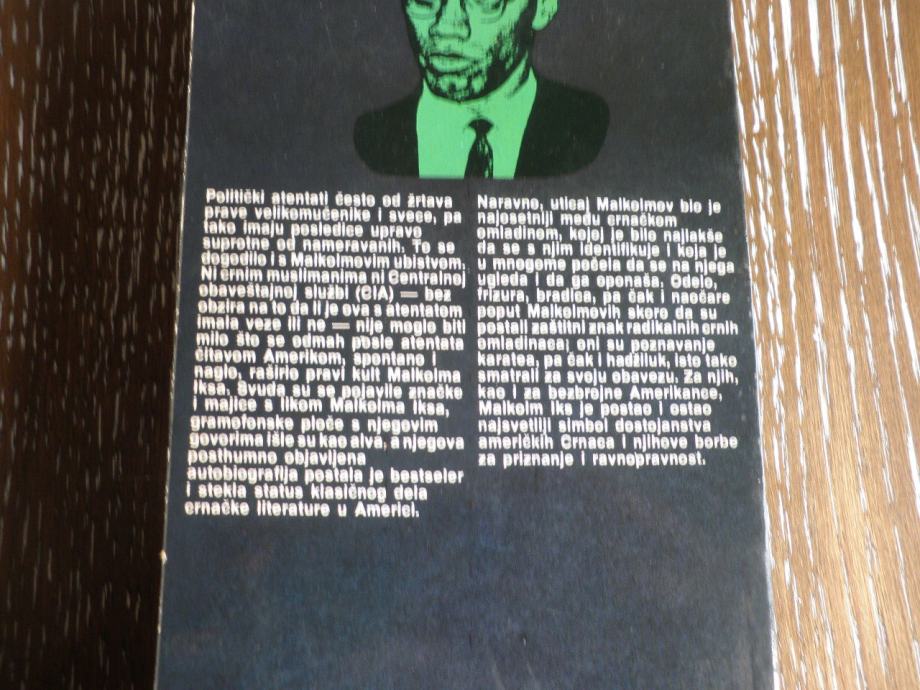 Politički atentati često od žrtava
prave velikomučenike i svece, pa
tako imaju posledice upravo
suprotne od nameravanih. To se
dogodilo i s Malkolmovim ubistvom.
Ni crnim muslimanima ni Centralnoj
obaveštajnoj službi (CIA) — bez
obzira na to da li je ova s atentatom
imala veze ili ne — nije moglo biti
milo što se odmah posle atentata
čitavom Amerikom, spontano i
naglo, raširio pravi kult Malkolma
Iksa. Svuda su se pojavile značke
i majice s likom Malkolma Iksa,
gramofonske ploče s njegovim
govorima išle su kao alva, a njegova
posthumno objavljena
autobiografija postala je bestseler
i stekla status klasičnog dela
crnačke literature u Americi.
Naravno, uticaj Malkolmov bio je
najosetniji među crnačkom
omladinom, kojoj je bilo najlakše
da se s njim identifikuje i koja je
u mnogome počela da se na njega
ugleda i da ga oponaša. Odelo,
frizura, bradica, pa čak i naočare
poput Malkolmovih skoro da su
postali zaštitni znak radikalnih crnih
omladinaca; oni su poznavanje
karatea, pa čak i hadžiluk, isto tako
smatrali za svoju obavezu. Za njih,
kao i za bezbrojne Amerikance,
Malkolm Iks je postao i ostao
najsvetliji simbol dostojanstva
američkih Crnaca i njihove borbe
za priznanje i ravnopravnost.